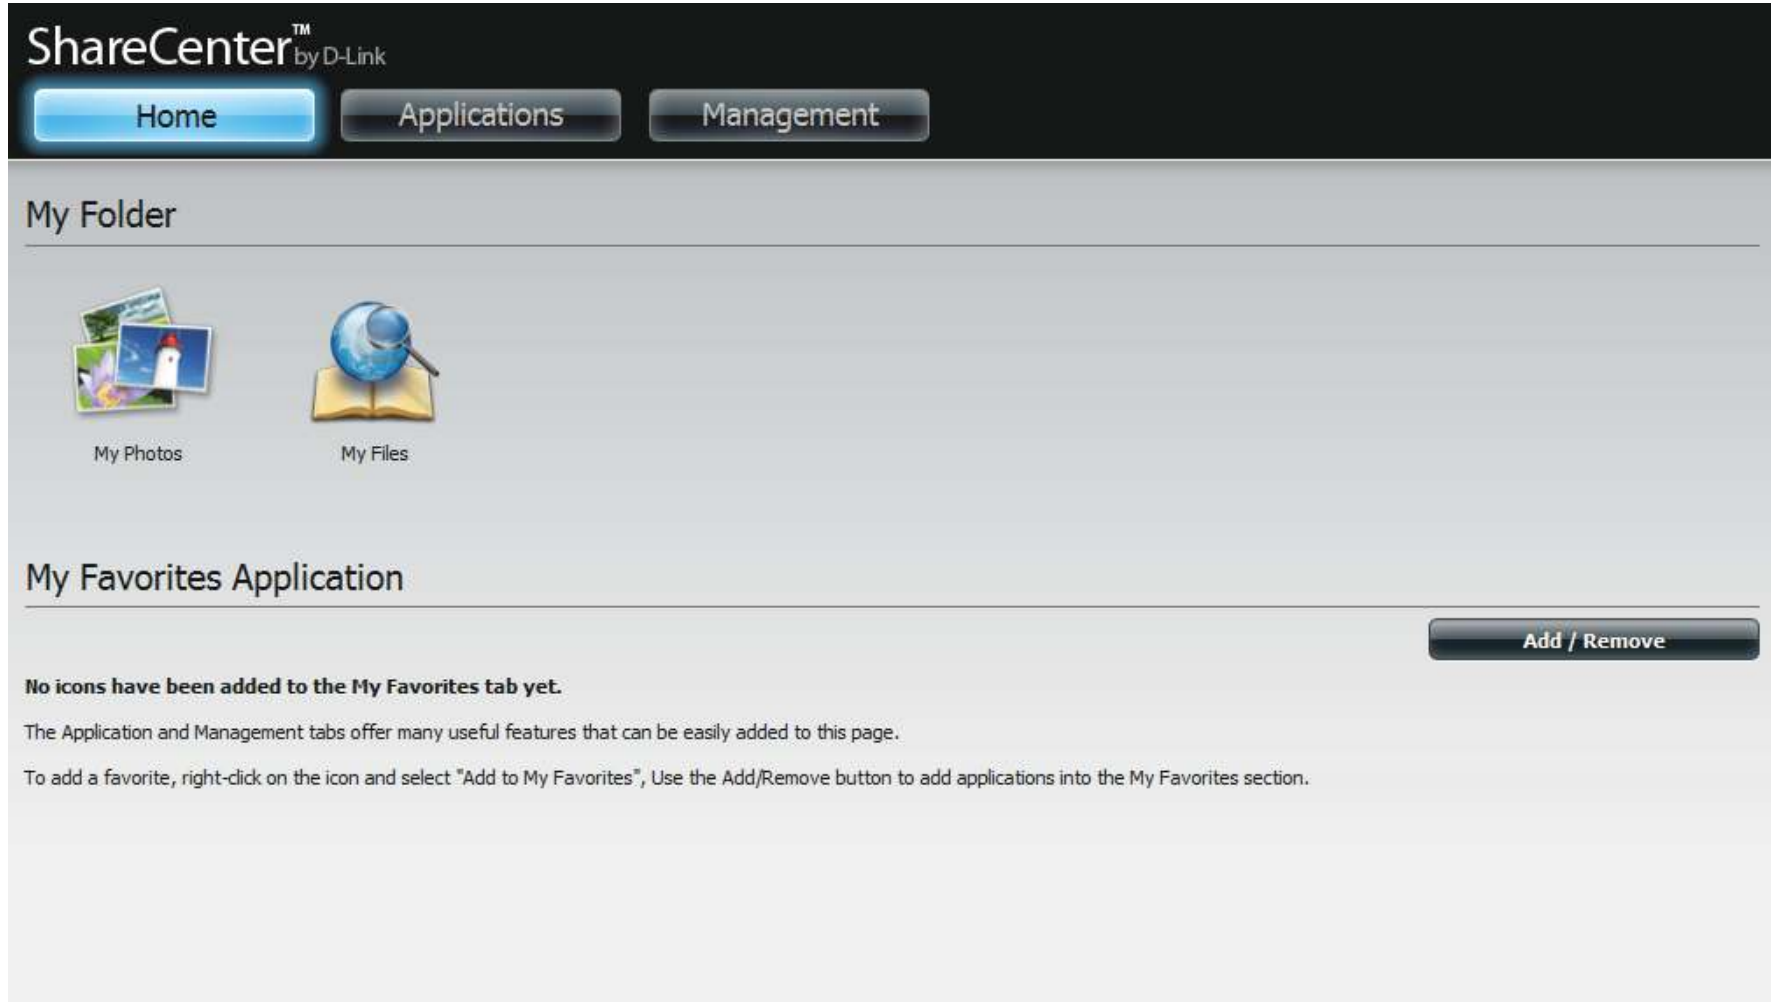 ShareCenter™ by D-Link
Home
Applications
Management
My Folder
My Photos
My Files
My Favorites Application
Add / Remove
No icons have been added to the My Favorites tab yet.
The Application and Management tabs offer many useful features that can be easily added to this page.
To add a favorite, right-click on the icon and select "Add to My Favorites", Use the Add/Remove button to add applications into the My Favorites section.